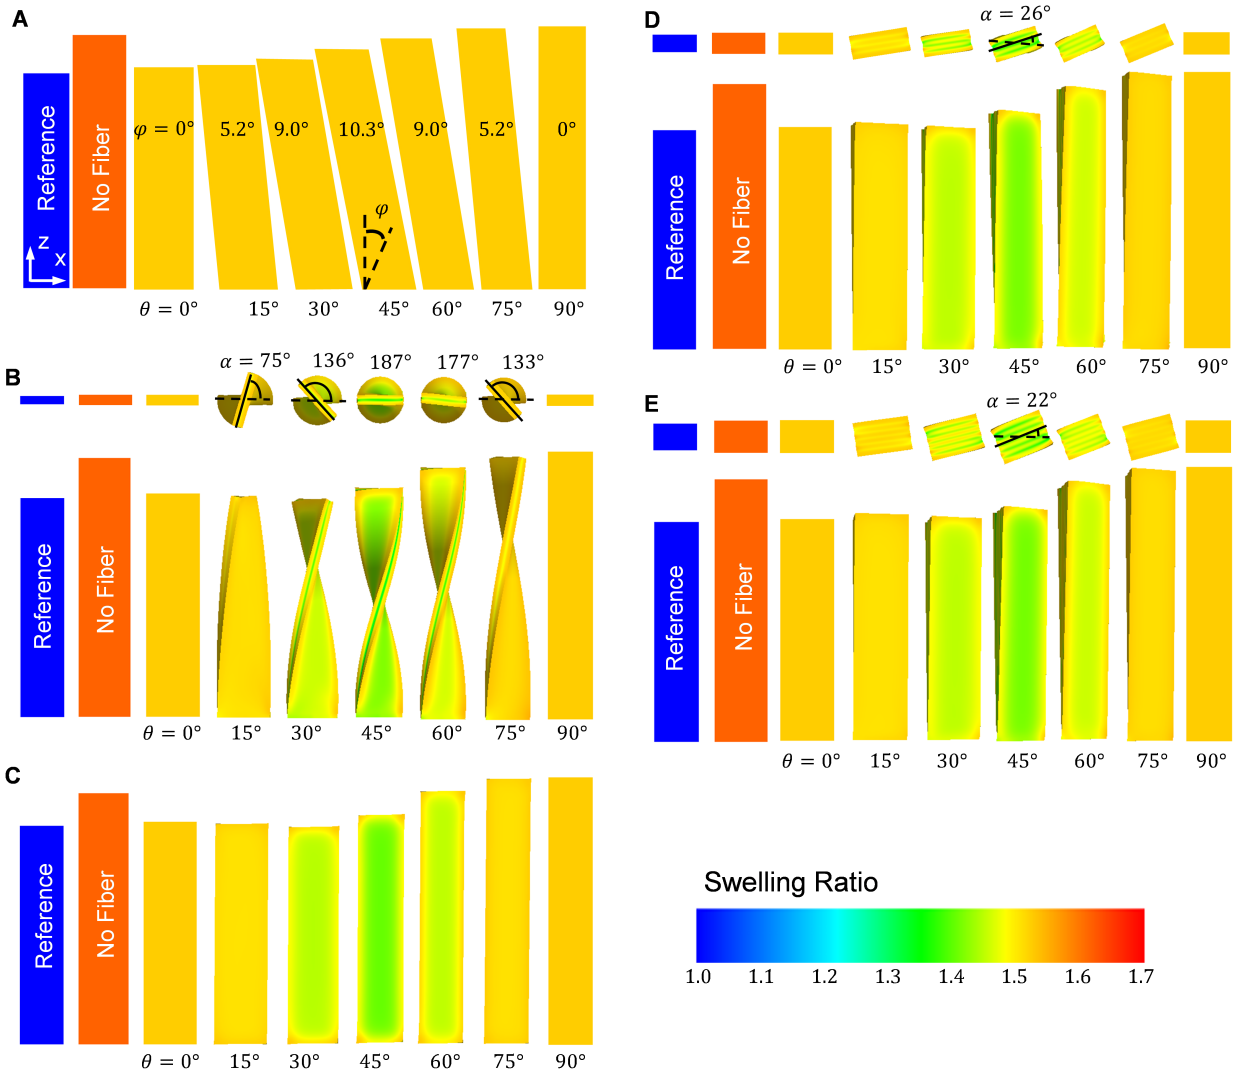 A
Reference
No Fiber
Z
X
φ = 0°
5.2°
9.0°
10.3°
9.0°
5.2°
0°
φ
θ = 0°
15°
30°
45°
60°
75°
90°
B
α = 75°
136°
187°
177°
133°
Reference
No Fiber
θ = 0°
15°
30°
45°
60°
75°
90°
C
Reference
No Fiber
θ = 0°
15°
30°
45°
60°
75°
90°
D
α = 26°
Reference
No Fiber
θ = 0°
15°
30°
45°
60°
75°
90°
E
α = 22°
Reference
No Fiber
θ = 0°
15°
30°
45°
60°
75°
90°
Swelling Ratio
1.0
1.1
1.2
1.3
1.4
1.5
1.6
1.7